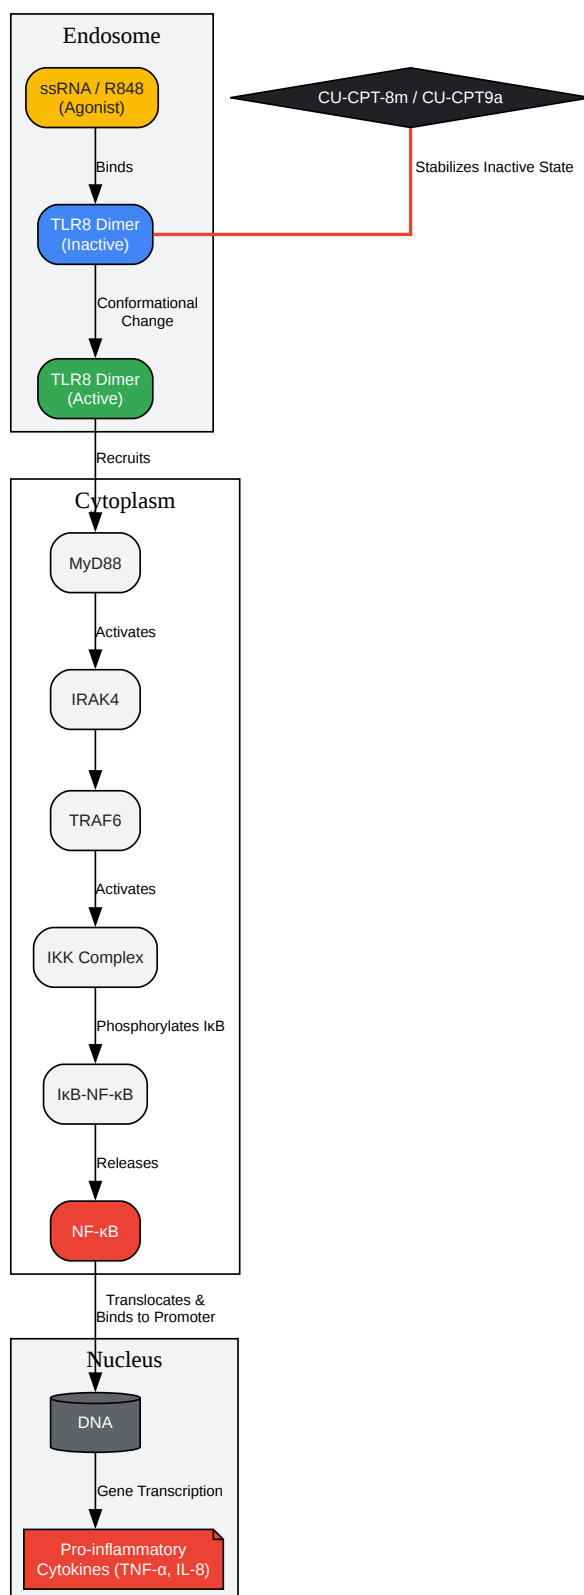 Endosome
ssRNA / R848
(Agonist)
CU-CPT-8m / CU-CPT9a
Binds
Stabilizes Inactive State
TLR8 Dimer
(Inactive)
Conformational
Change
TLR8 Dimer
(Active)
Recruits
Cytoplasm
MyD88
Activates
IRAK4
TRAF6
Activates
IKK Complex
Phosphorylates IκB
IκB-NF-κB
Releases
NF-κB
Translocates &
Binds to Promoter
Nucleus
DNA
Gene Transcription
Pro-inflammatory
Cytokines (TNF-α, IL-8)